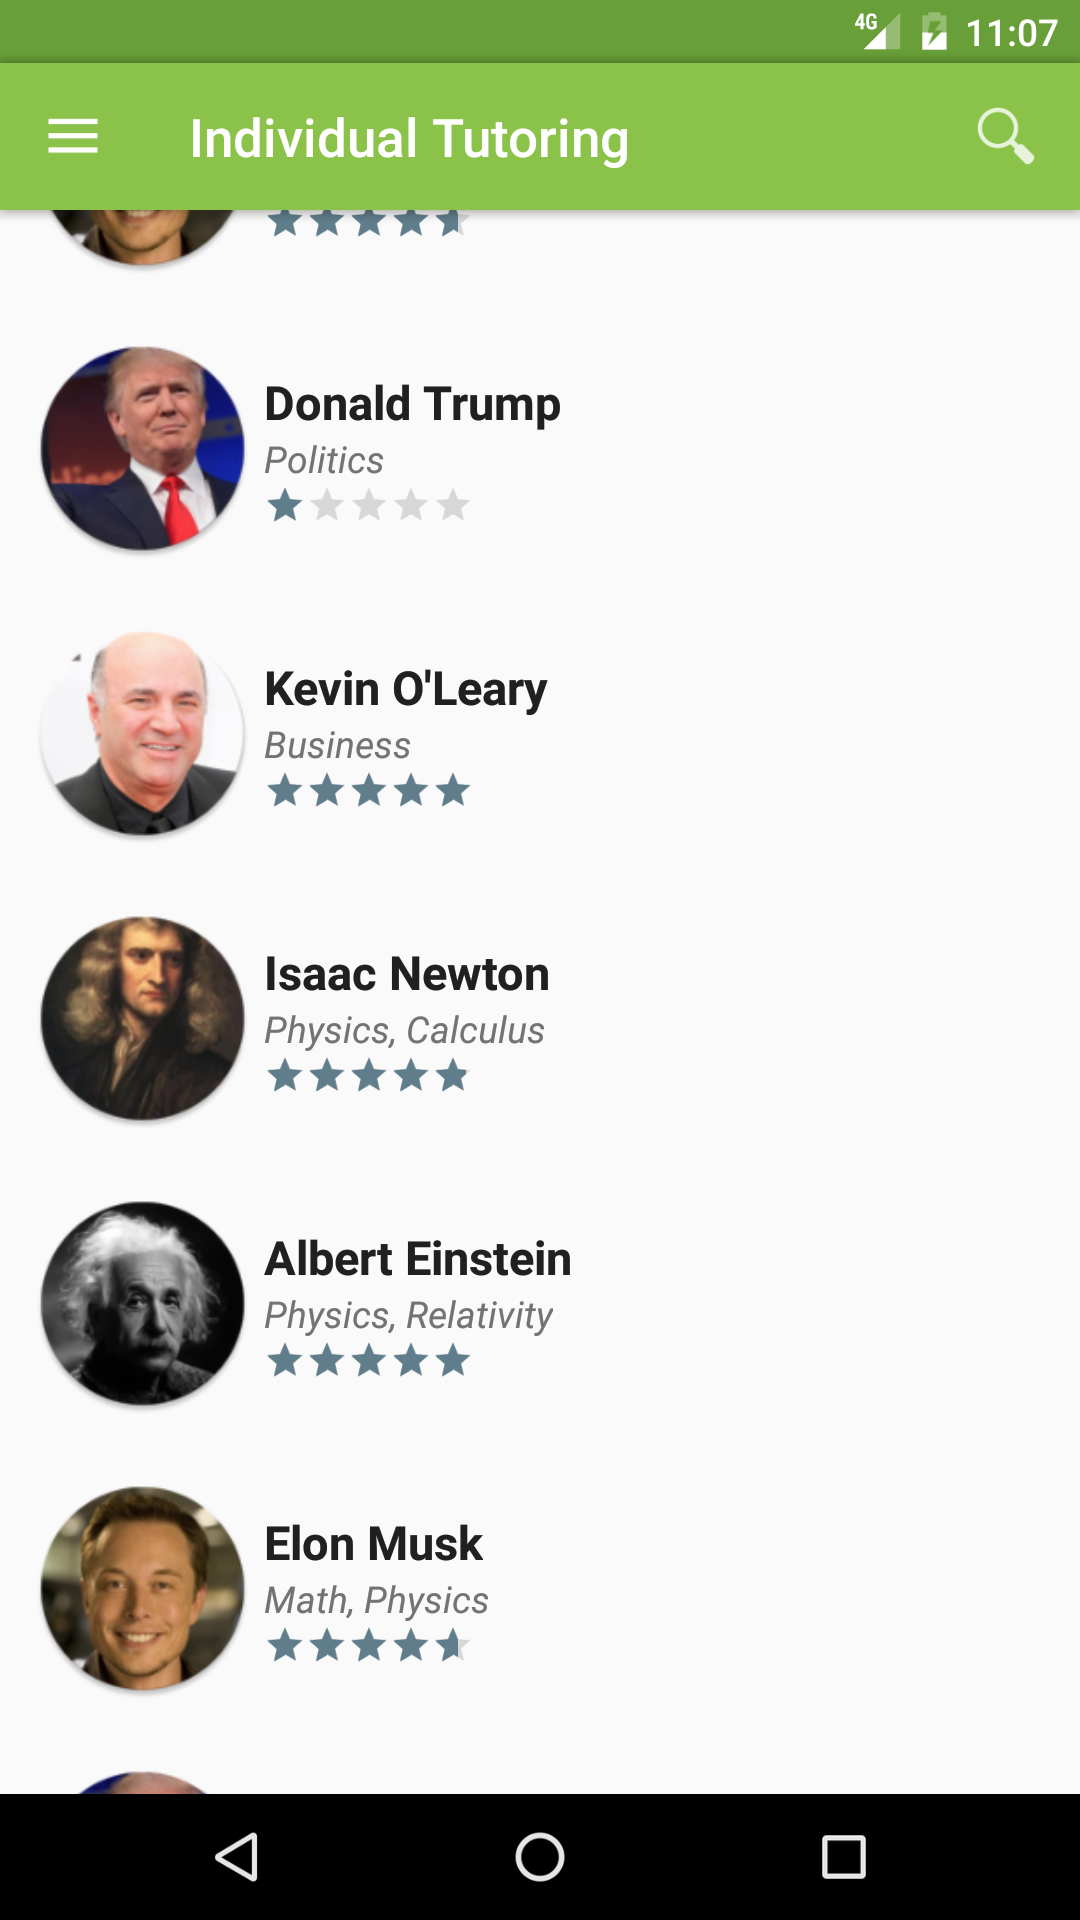 4G 11:07
Individual Tutoring
Donald Trump
Politics
Kevin O'Leary
Business
Isaac Newton
Physics, Calculus
Albert Einstein
Physics, Relativity
Elon Musk
Math, Physics